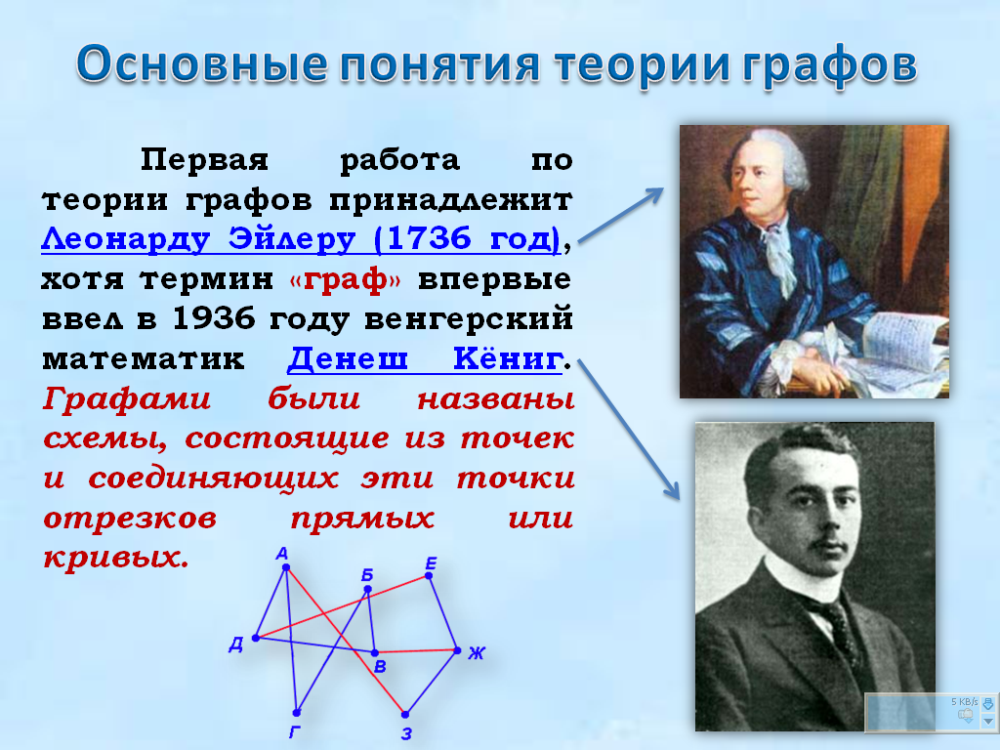 Основные понятия теории графов
Первая работа по
теории графов принадлежит
Леонарду Эйлеру (1736 год),
хотя термин «граф» впервые
ввел в 1936 году венгерский
математик Денеш Кёниг.
Графами были названы
схемы, состоящие из точек
и соединяющих эти точки
отрезков прямых или
кривых.
А
Б
Е
Д
В
Ж
Г
З
5 KB/s